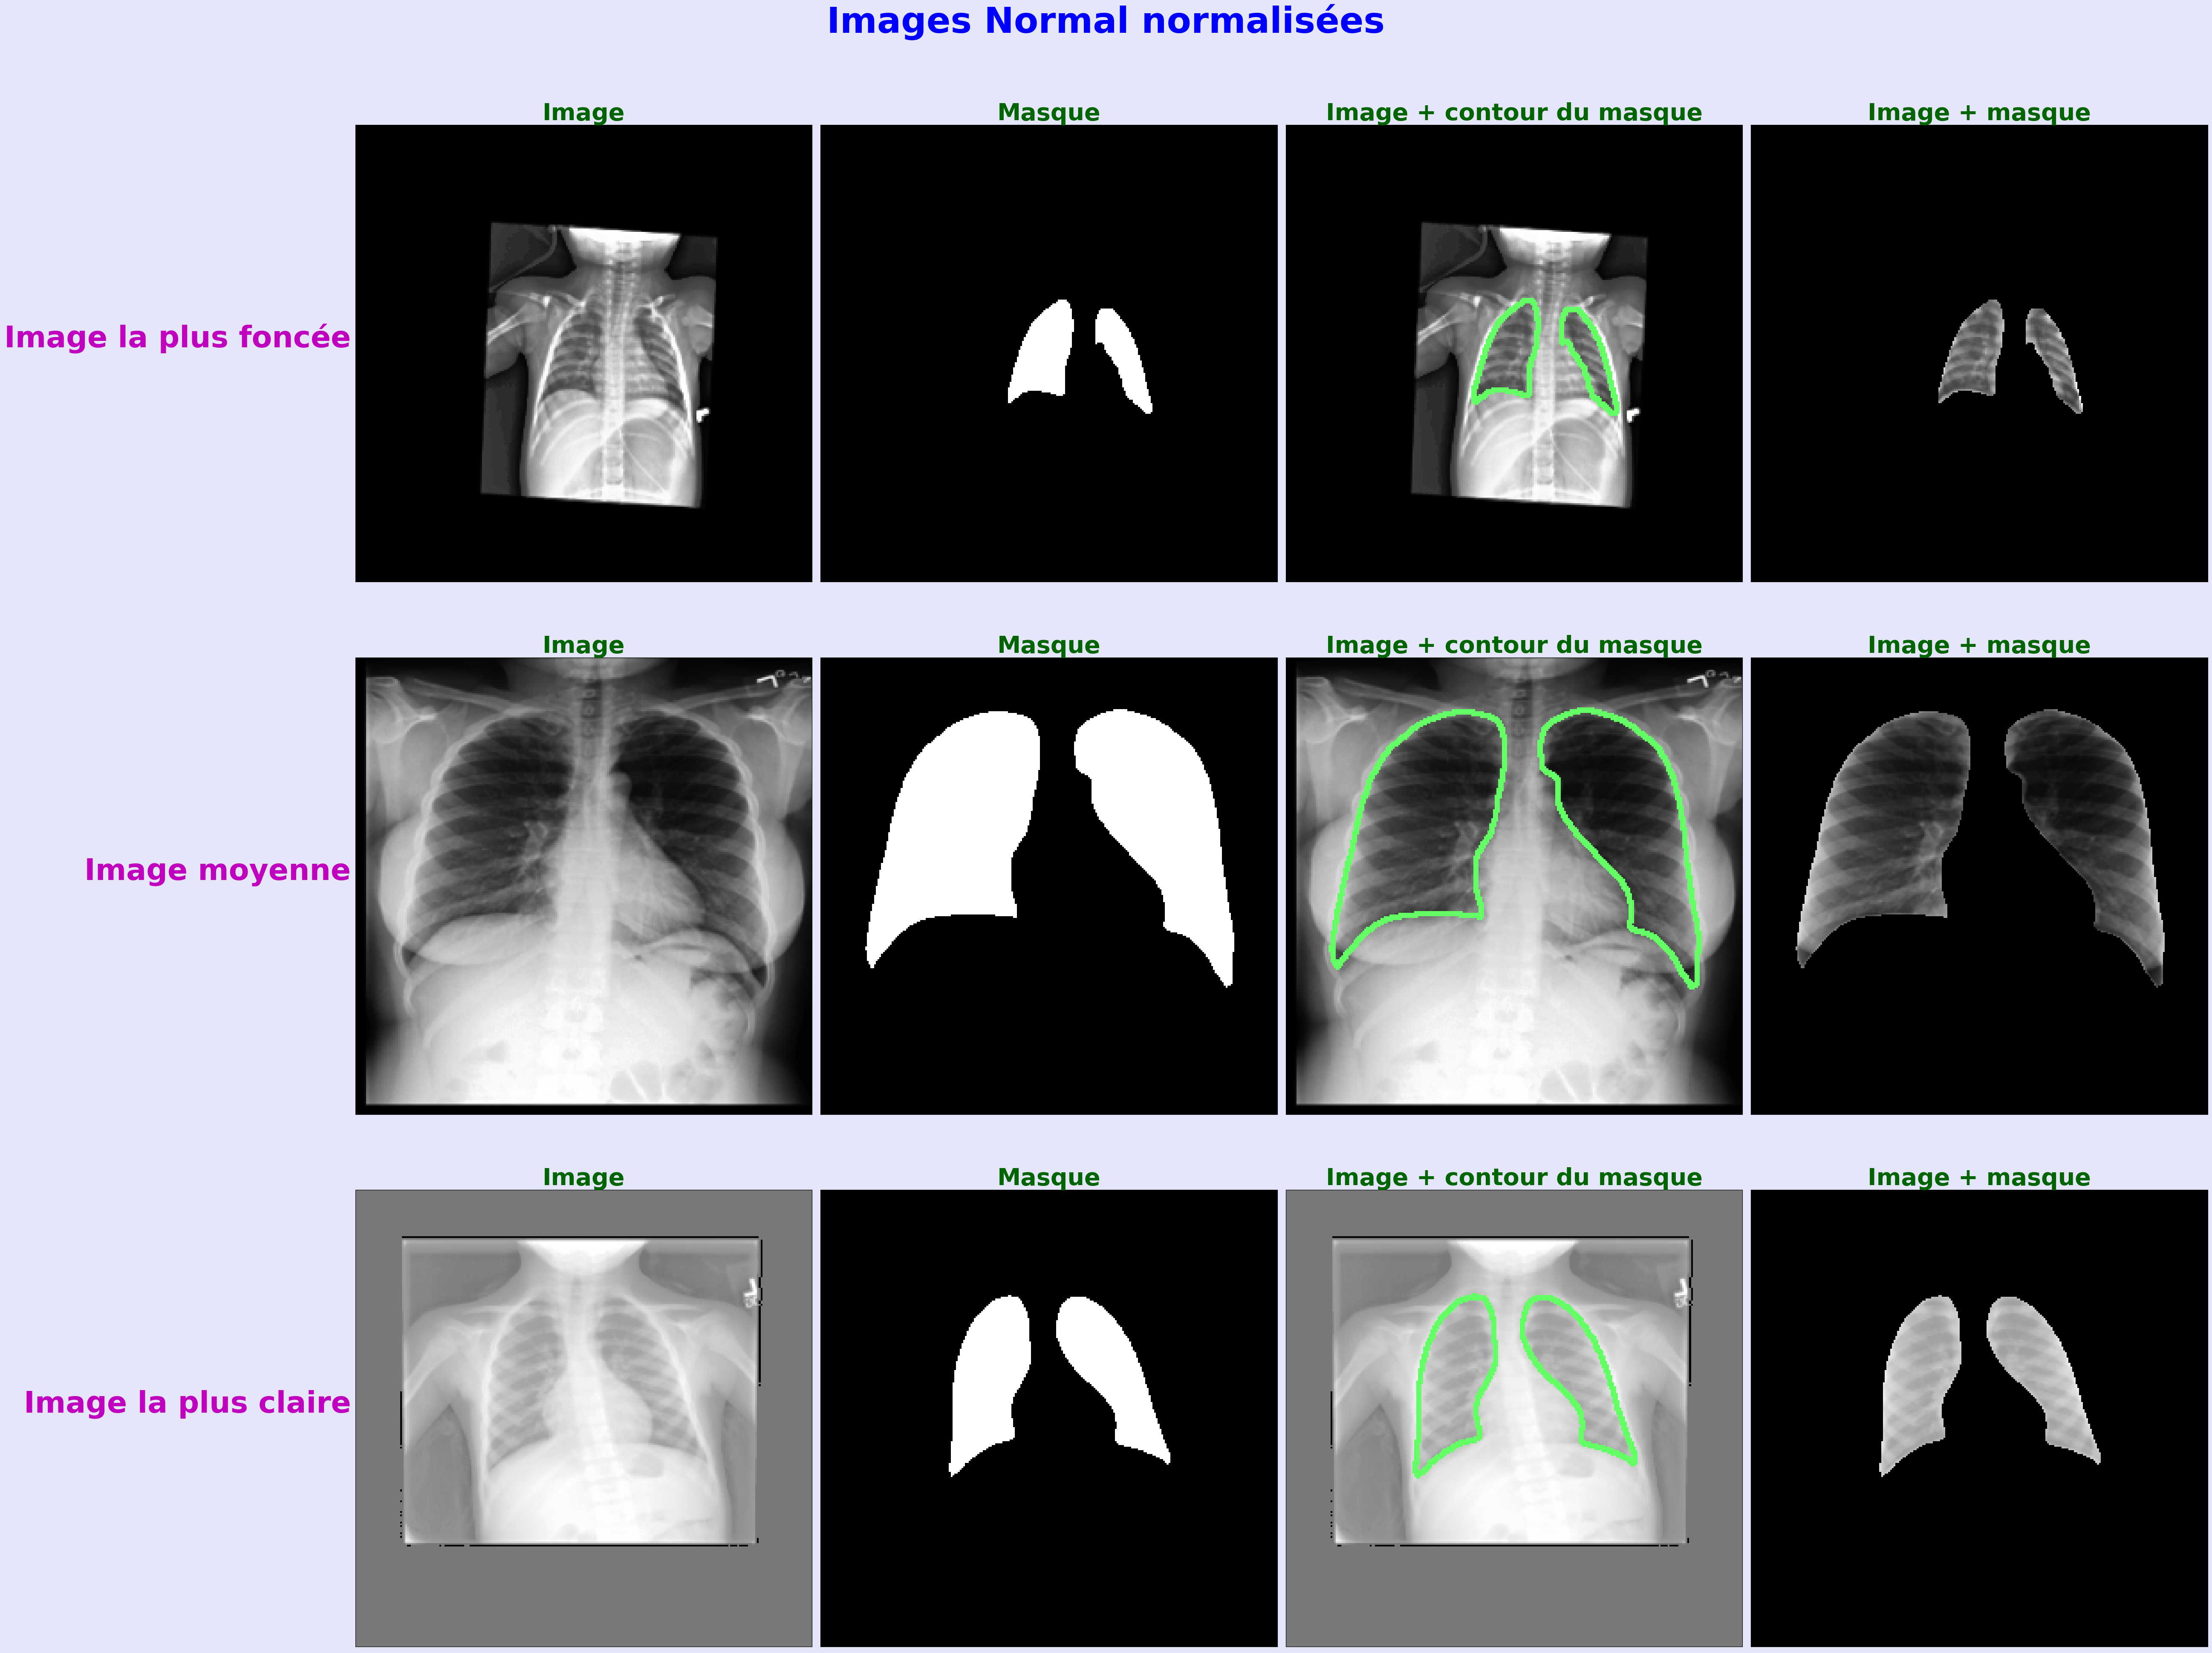 Images Normal normalisées
Image
Masque
Image + contour du masque
Image + masque
Image la plus foncée
Image
Masque
Image + contour du masque
Image + masque
Image moyenne
Image
Masque
Image + contour du masque
Image + masque
Image la plus claire